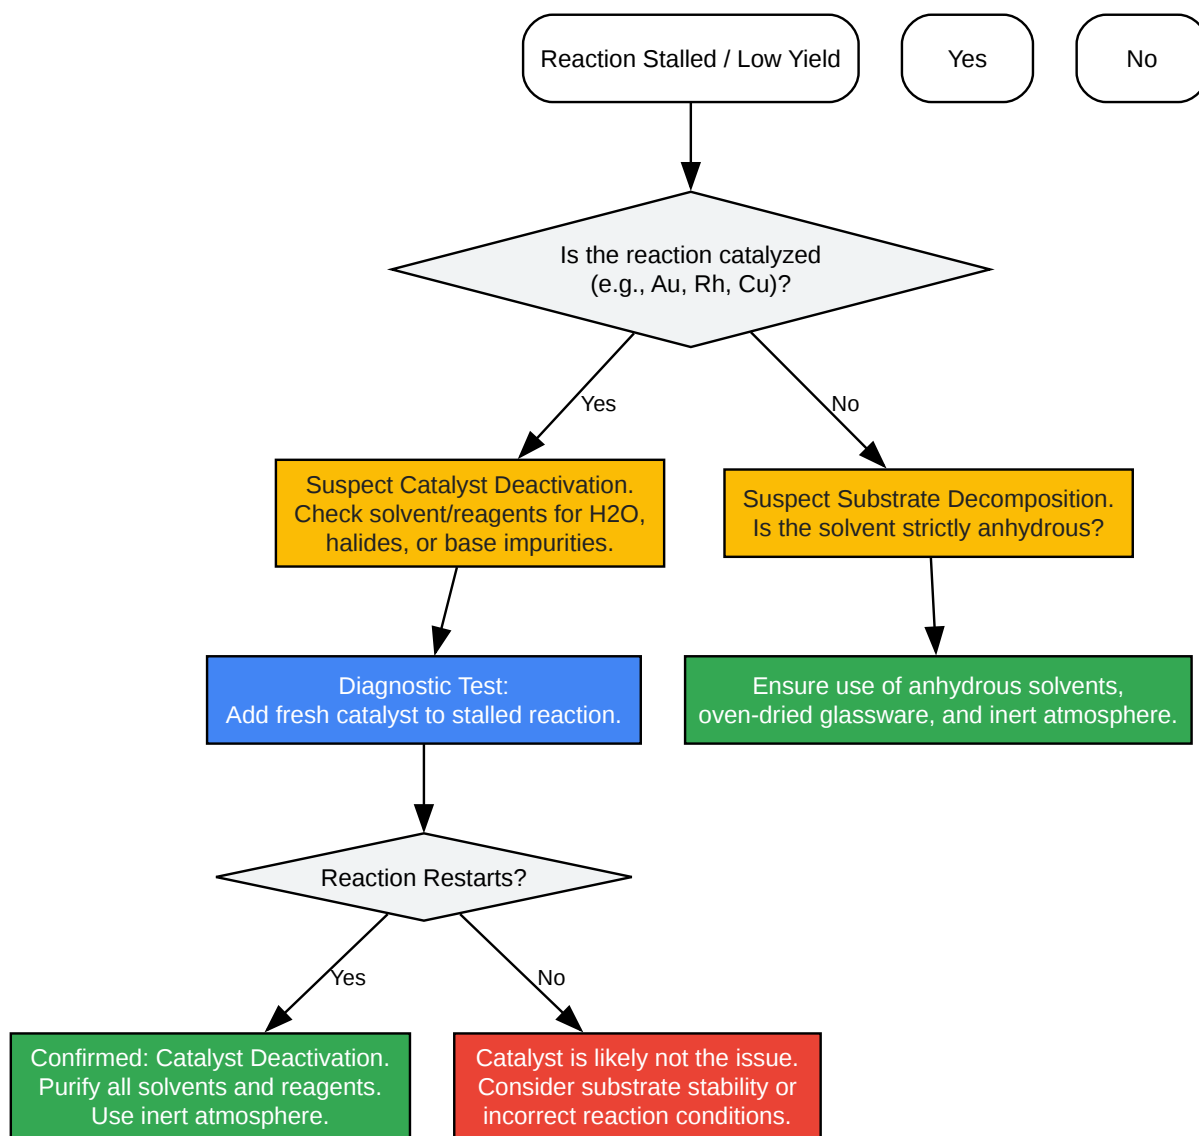 Reaction Stalled / Low Yield
Yes
No
Is the reaction catalyzed
(e.g., Au, Rh, Cu)?
Yes
No
Suspect Catalyst Deactivation.
Check solvent/reagents for H2O,
halides, or base impurities.
Suspect Substrate Decomposition.
Is the solvent strictly anhydrous?
Diagnostic Test:
Add fresh catalyst to stalled reaction.
Ensure use of anhydrous solvents,
oven-dried glassware, and inert atmosphere.
Reaction Restarts?
Yes
No
Confirmed: Catalyst Deactivation.
Purify all solvents and reagents.
Use inert atmosphere.
Catalyst is likely not the issue.
Consider substrate stability or
incorrect reaction conditions.